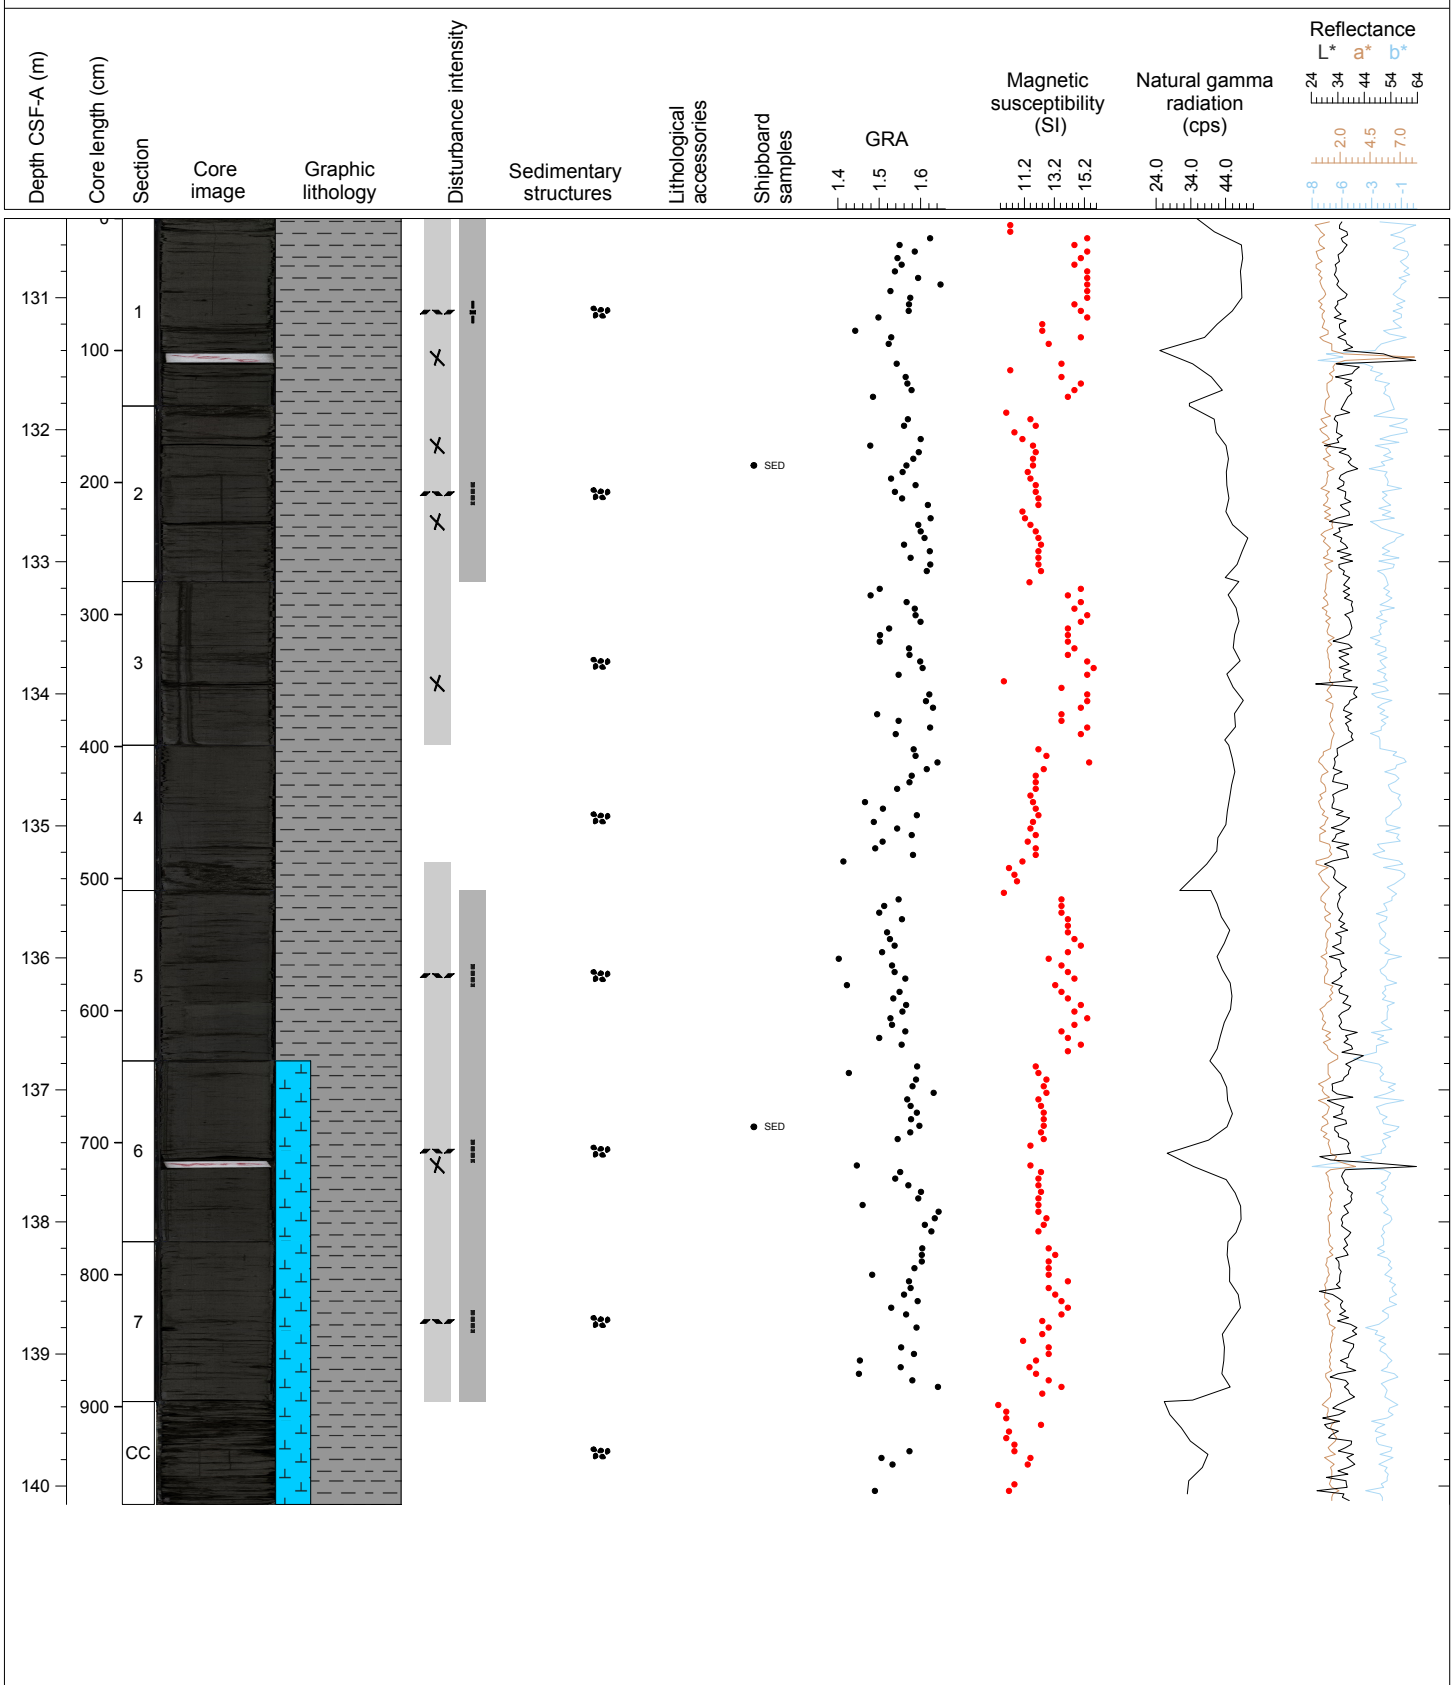 Depth CSF-A (m)
Core length (cm)
Section
Core
image
Graphic
lithology
Disturbance intensity
Sedimentary
structures
Lithological
accessories
Shipboard
samples
GRA
1.4
1.5
1.6
Magnetic
susceptibility
(SI)
11.2
13.2
15.2
Natural gamma
radiation
(cps)
24.0
34.0
44.0
Reflectance
L* a* b*
24
34
44
54
64
2.0
4.5
7.0
-8
-6
-3
-1
0
131
1
100
132
200
2
SED
133
300
3
134
400
4
135
500
136
5
600
137
SED
700
6
138
800
7
139
900
CC
140